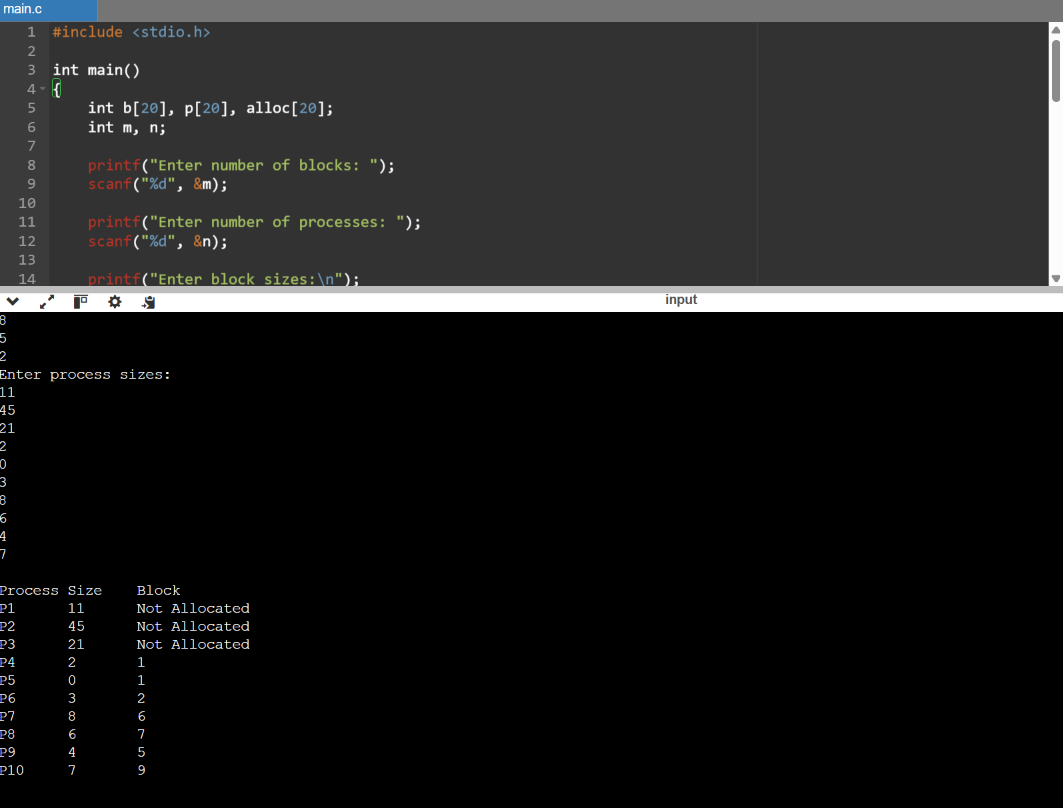 main.c
1 #include <stdio.h>
2
3 int main()
4 {
5 int b[20], p[20], alloc[20];
6 int m, n;
7
8 printf("Enter number of blocks: ");
9 scanf("%d", &m);
10
11 printf("Enter number of processes: ");
12 scanf("%d", &n);
13
14 printf("Enter block sizes:\n");
input
8
5
2
Enter process sizes:
11
45
21
2
0
3
8
6
4
7
Process Size Block
P1 11 Not Allocated
P2 45 Not Allocated
P3 21 Not Allocated
P4 2 1
P5 0 1
P6 3 2
P7 8 6
P8 6 7
P9 4 5
P10 7 9